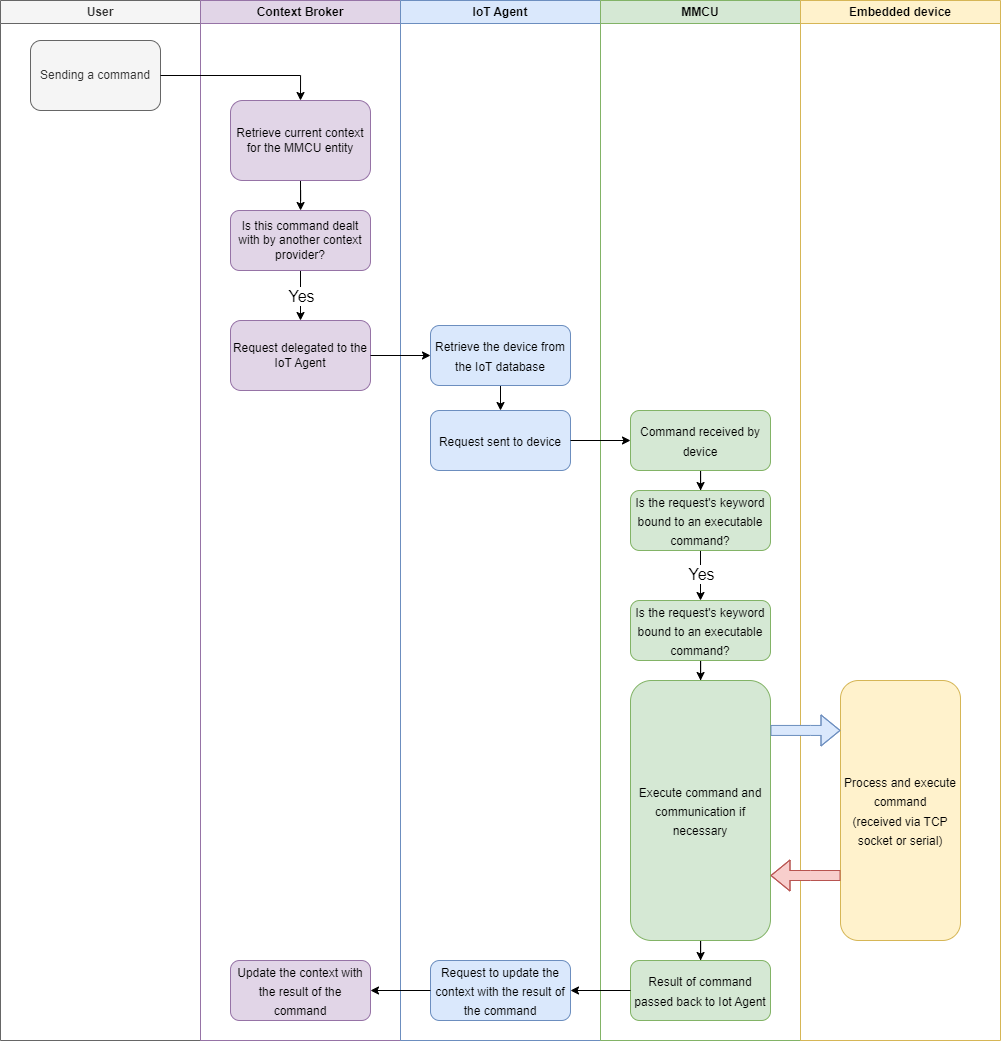 User
Context Broker
IoT Agent
MMCU
Embedded device
Sending a command
Retrieve current context
for the MMCU entity
Is this command dealt
with by another context
provider?
Yes
Request delegated to the
IoT Agent
Retrieve the device from
the IoT database
Request sent to device
Command received by
device
Is the request's keyword
bound to an executable
command?
Yes
Is the request's keyword
bound to an executable
command?
Execute command and
communication if
necessary
Process and execute
command
(received via TCP
socket or serial)
Result of command
passed back to Iot Agent
Request to update the
context with the result of
the command
Update the context with
the result of the
command